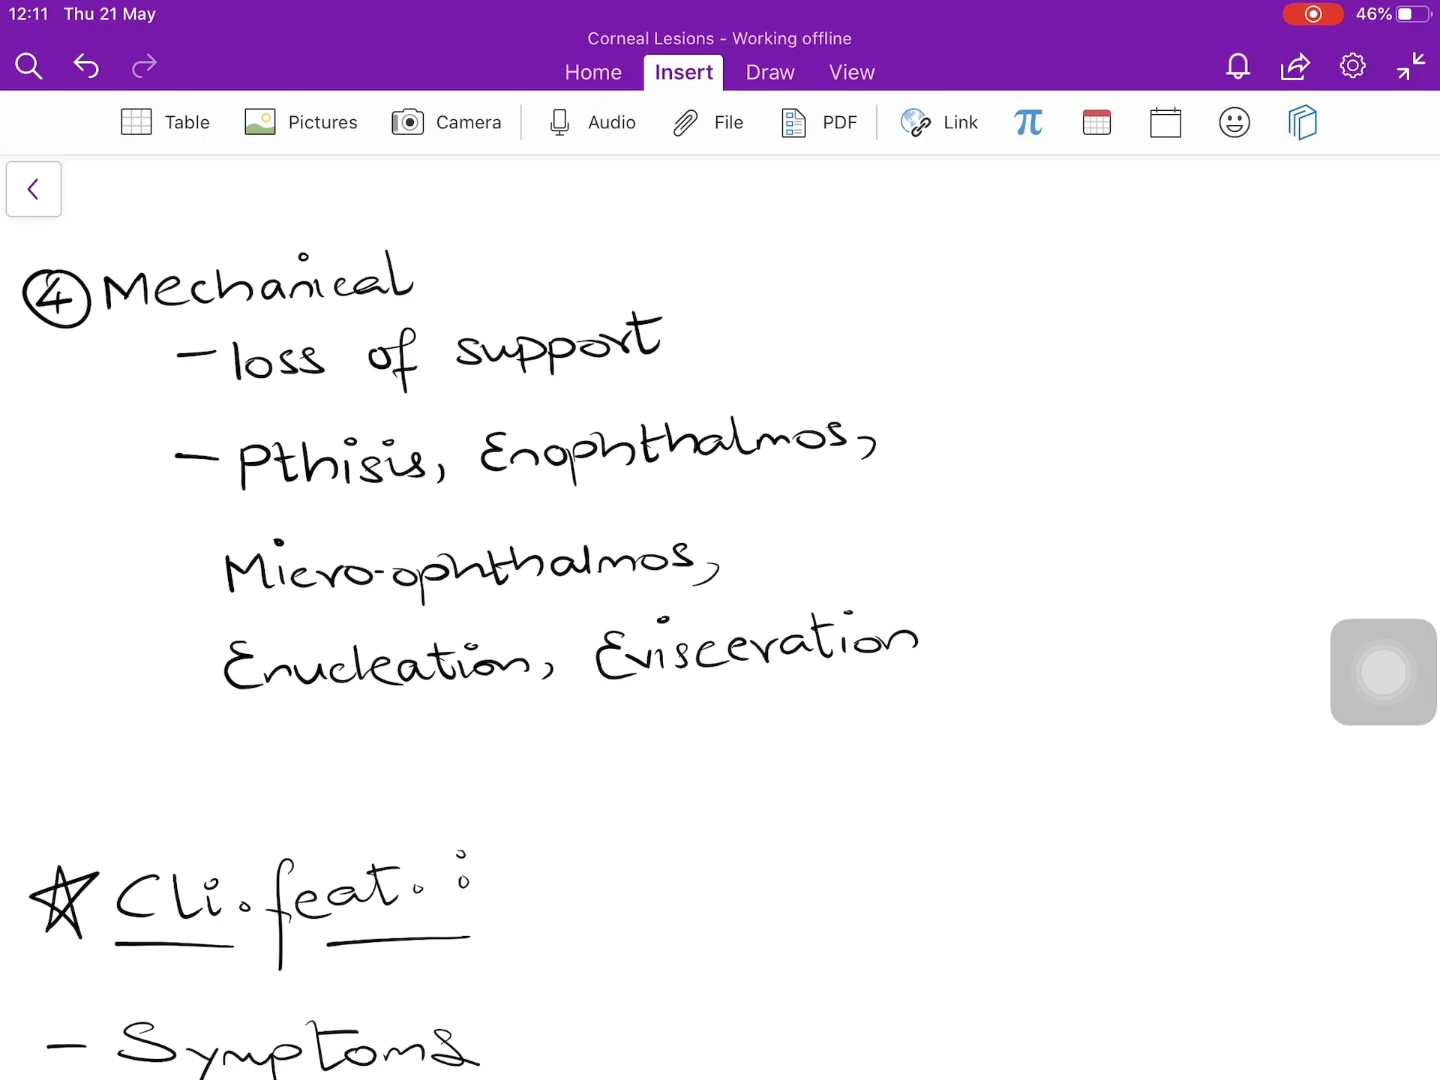 12:11 Thu 21 May 46%
Corneal Lesions - Working offline
Home Insert Draw View
Table Pictures Camera Audio File PDF Link π
④ Mechanical
- loss of support
- Pthisis, Enophthalmos,
Micro-ophthalmos,
Enucleation, Evisceration
☆ Cli. feat. :
- Symptoms